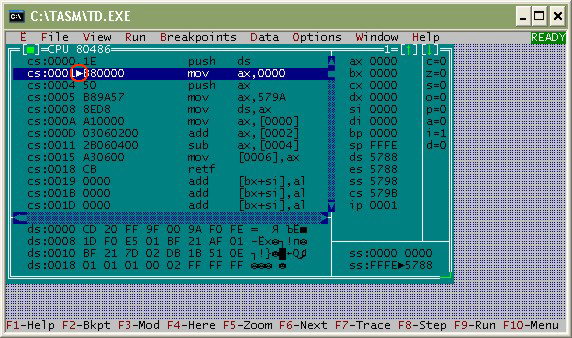 C:\TASM\TD.EXE
E File View Run Breakpoints Data Options Window Help READY
[■]=CPU 80486 1=[↑][↓]
cs:0000 1E push ds
cs:0001►B80000 mov ax,0000
cs:0004 50 push ax
cs:0005 B89A57 mov ax,579A
cs:0008 8ED8 mov ds,ax
cs:000A A10000 mov ax,[0000]
cs:000D 03060200 add ax,[0002]
cs:0011 2B060400 sub ax,[0004]
cs:0015 A30600 mov [0006],ax
cs:0018 CB retf
cs:0019 0000 add [bx+si],al
cs:001B 0000 add [bx+si],al
cs:001D 0000 add [bx+si],al
ax 0000 c=0
bx 0000 z=0
cx 0000 s=0
dx 0000 o=0
si 0000 p=0
di 0000 a=0
bp 0000 i=1
sp FFFE d=0
ds 5788
es 5788
ss 5798
cs 579B
ip 0001
ds:0000 CD 20 FF 9F 00 9A F0 FE
ds:0008 1D F0 E5 01 BF 21 AF 01
ds:0010 BF 21 7D 02 DB 1B 51 0E
ds:0018 01 01 01 00 02 FF FF FF
ss:0000 0000
ss:FFFE►5788
F1-Help F2-Bkpt F3-Mod F4-Here F5-Zoom F6-Next F7-Trace F8-Step F9-Run F10-Menu